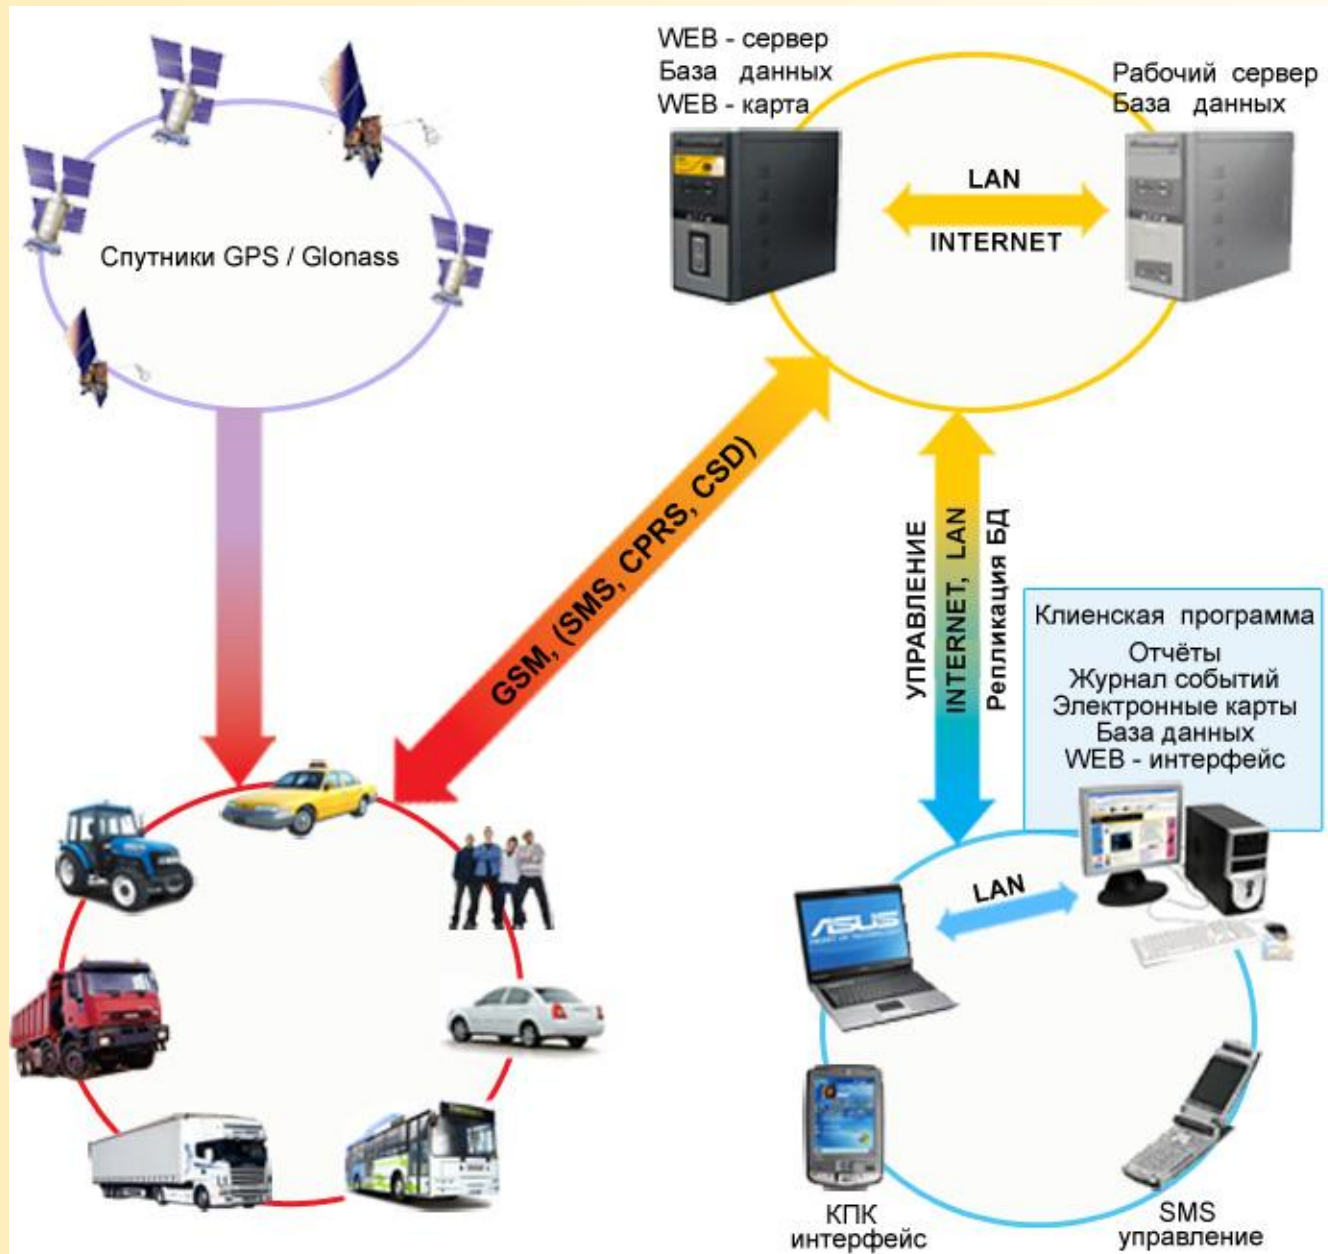 WEB - сервер
База данных
WEB - карта
Рабочий сервер
База данных
LAN
INTERNET
Спутники GPS / Glonass
GSM, (SMS, CPRS, CSD)
УПРАВЛЕНИЕ
INTERNET, LAN
Репликация БД
Клиенская программа
Отчёты
Журнал событий
Электронные карты
База данных
WEB - интерфейс
LAN
ASUS
КПК
интерфейс
SMS
управление